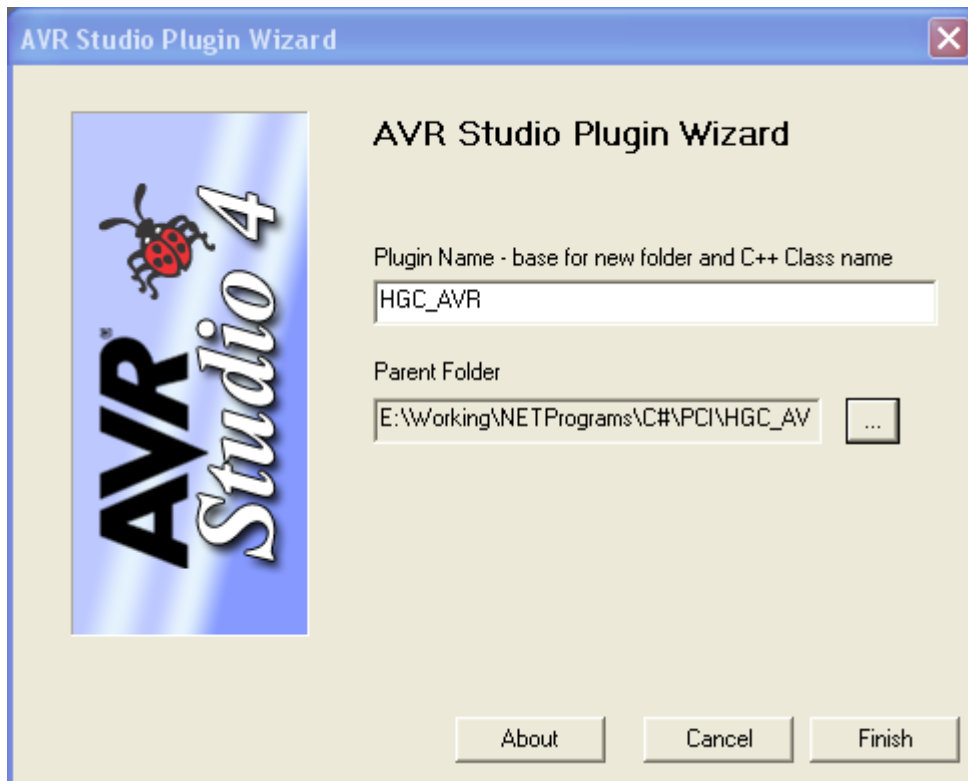 AVR Studio Plugin Wizard
AVR Studio Plugin Wizard
Plugin Name - base for new folder and C++ Class name
HGC_AVR
Parent Folder
E:\Working\NETPrograms\C#\PCI\HGC_AV
...
AVR®
Studio 4
About
Cancel
Finish